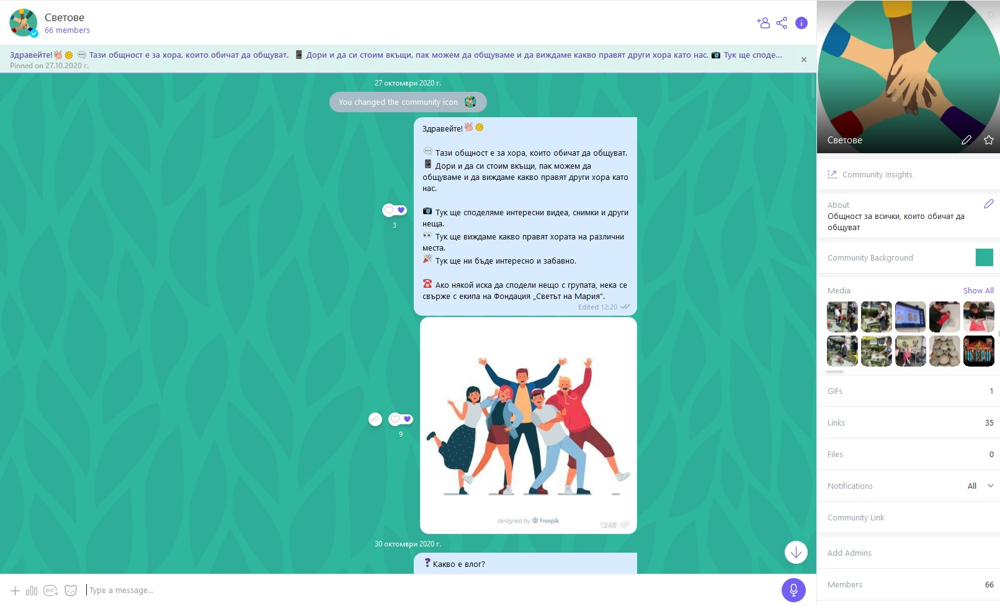 Светове
66 members
Здравейте! Тази общност е за хора, които обичат да общуват. Дори и да си стоим вкъщи, пак можем да общуваме и да виждаме какво правят други хора като нас. Тук ще споде...
Pinned on 27.10.2020 г.
27 октомври 2020 г.
You changed the community icon
Здравейте!
Тази общност е за хора, които обичат да общуват.
Дори и да си стоим вкъщи, пак можем да
общуваме и да виждаме какво правят други хора като
нас.
Тук ще споделяме интересни видеа, снимки и други
неща.
Тук ще виждаме какво правят хората на различни
места.
Тук ще ни бъде интересно и забавно.
Ако някой иска да сподели нещо с групата, нека се
свърже с екипа на Фондация „Светът на Мария“.
Edited 12:20
3
designed by freepik
12:43
9
30 октомври 2020 г.
❓ Какво е влог?
Type a message...
GIF
Светове
Community Insights
About
Общност за всички, които обичат да
общуват
Community Background
Media Show All
GIFs 1
Links 35
Files 0
Notifications All
Community Link
Add Admins
Members 66